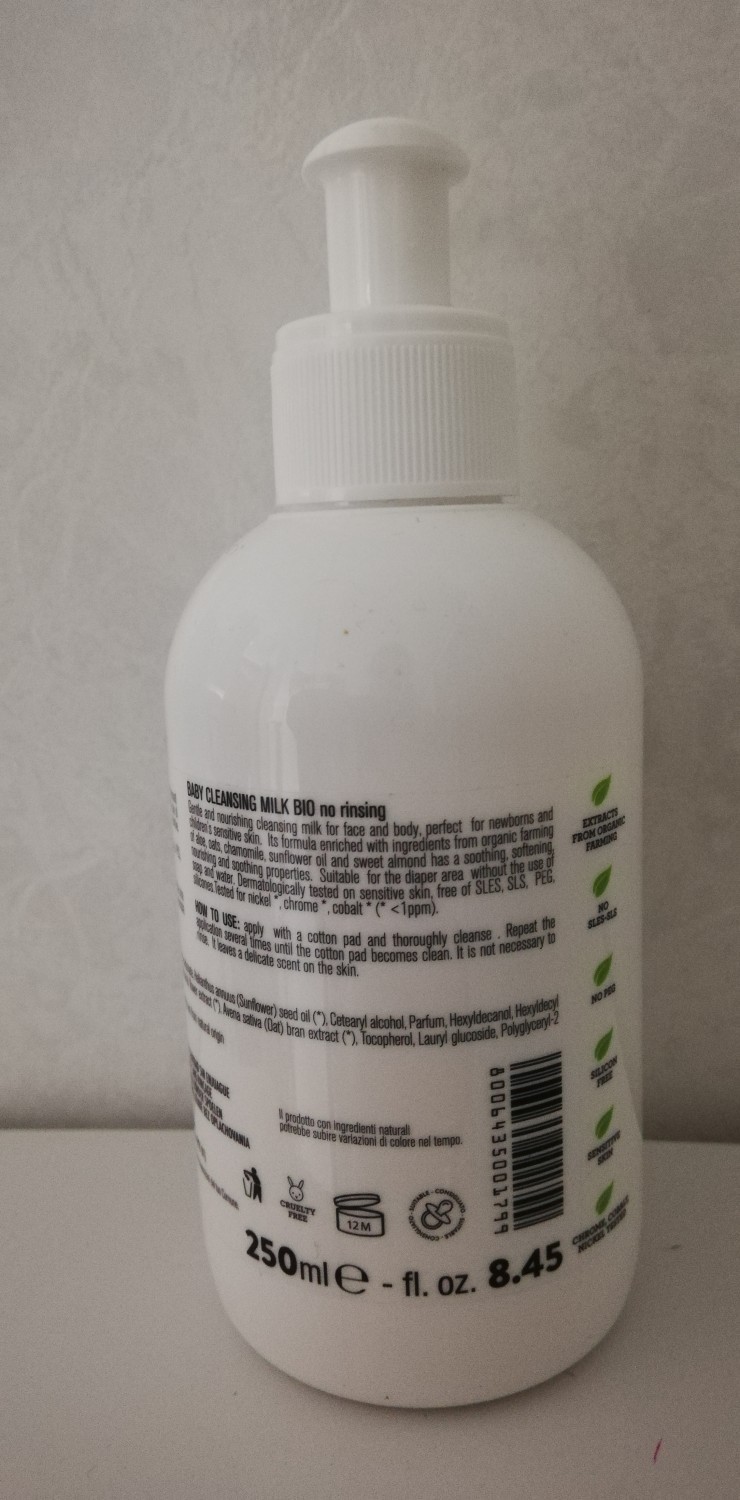 BABY CLEANSING MILK BIO no rinsing
Gentle and nourishing cleansing milk for face and body, perfect for newborns and
children's sensitive skin. Its formula enriched with ingredients from organic farming
of aloe, oats, chamomile, sunflower oil and sweet almond has a soothing, softening,
nourishing and soothing properties. Suitable for the diaper area without the use of
soap and water. Dermatologically tested on sensitive skin, free of SLES, SLS, PEG,
silicones.Tested for nickel *, chrome *, cobalt * (* <1ppm).
HOW TO USE: apply with a cotton pad and thoroughly cleanse . Repeat the
application several times until the cotton pad becomes clean. It is not necessary to
rinse. It leaves a delicate scent on the skin.
annuus (Sunflower) seed oil (*), Cetearyl alcohol, Parfum, Hexyldecanol, Hexyldecyl
extract (*), Avena sativa (Oat) bran extract (*), Tocopherol, Lauryl glucoside, Polyglyceryl-2
natural origin
OPLACHOVANIA
Il prodotto con ingredienti naturali
potrebbe subire variazioni di colore nel tempo.
CRUELTY
FREE
12 M
8006435001799
250ml e - fl. oz. 8.45
EXTRACTS
FROM ORGANIC
FARMING
NO
SLES-SLS
NO PEG
SILICON
FREE
SENSITIVE
SKIN
NICKEL TESTED